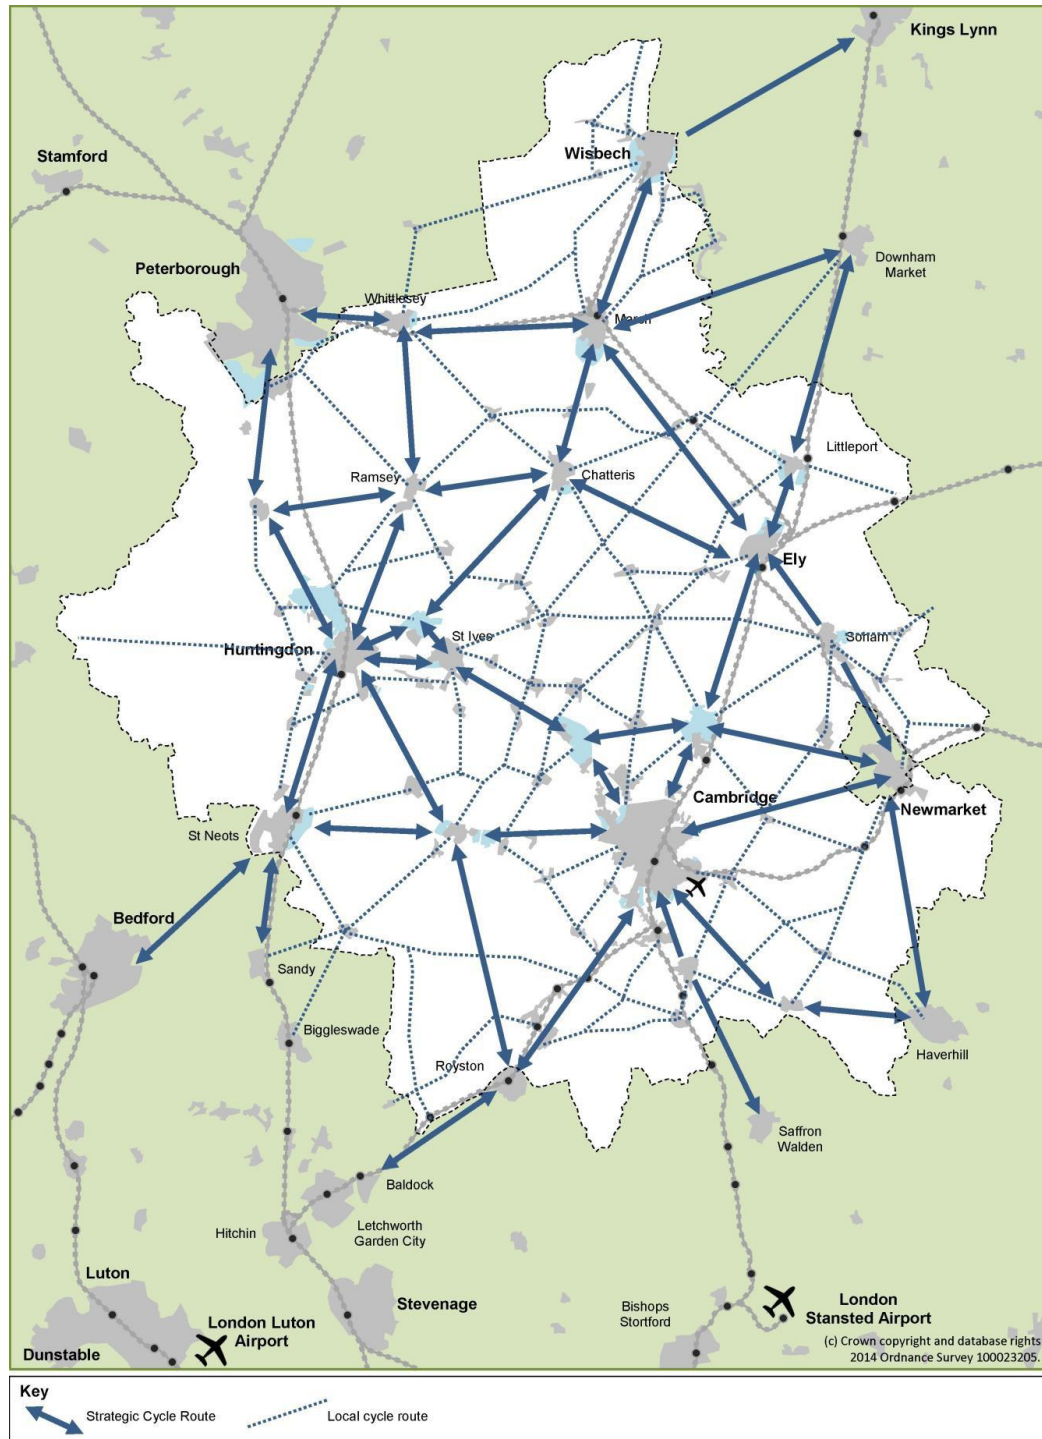 Kings Lynn
Wisbech
Stamford
Peterborough
Downham
Market
Whittlesey
March
Littleport
Ramsey
Chatteris
Ely
Soham
St Ives
Huntingdon
Cambridge
Newmarket
St Neots
Bedford
Sandy
Biggleswade
Haverhill
Royston
Saffron
Walden
Baldock
Letchworth
Garden City
Hitchin
Luton
Stevenage
Bishops
Stortford
London
Stansted Airport
London Luton
Airport
Dunstable
(c) Crown copyright and database rights
2014 Ordnance Survey 100023205.
Key
Strategic Cycle Route
Local cycle route